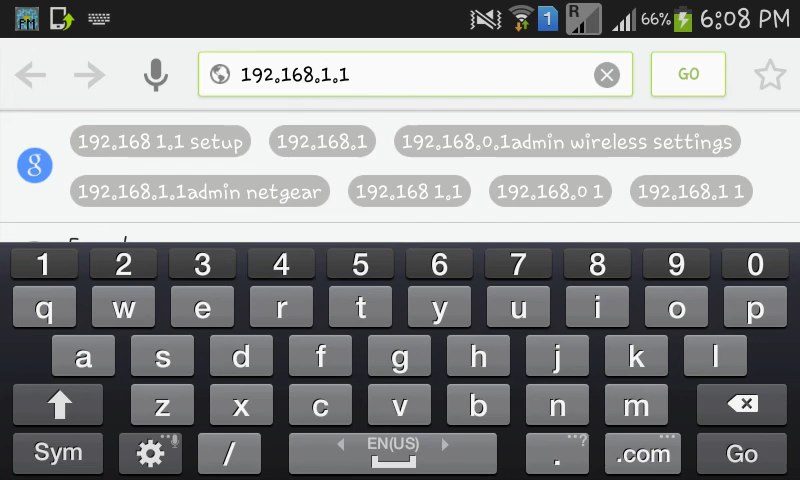 FM 1 R 66% 6:08 PM
192.168.1.1 GO
192.168 1.1 setup 192.168.1 192.168.0.1admin wireless settings
g
192.168.1.1admin netgear 192.168 1.1 192.168.0 1 192.168.1 1
1 2 3 4 5 6 7 8 9 0
q w e r t y u i o p
a s d f g h j k l
z x c v b n m
Sym / EN(US) . ...? .com ... Go